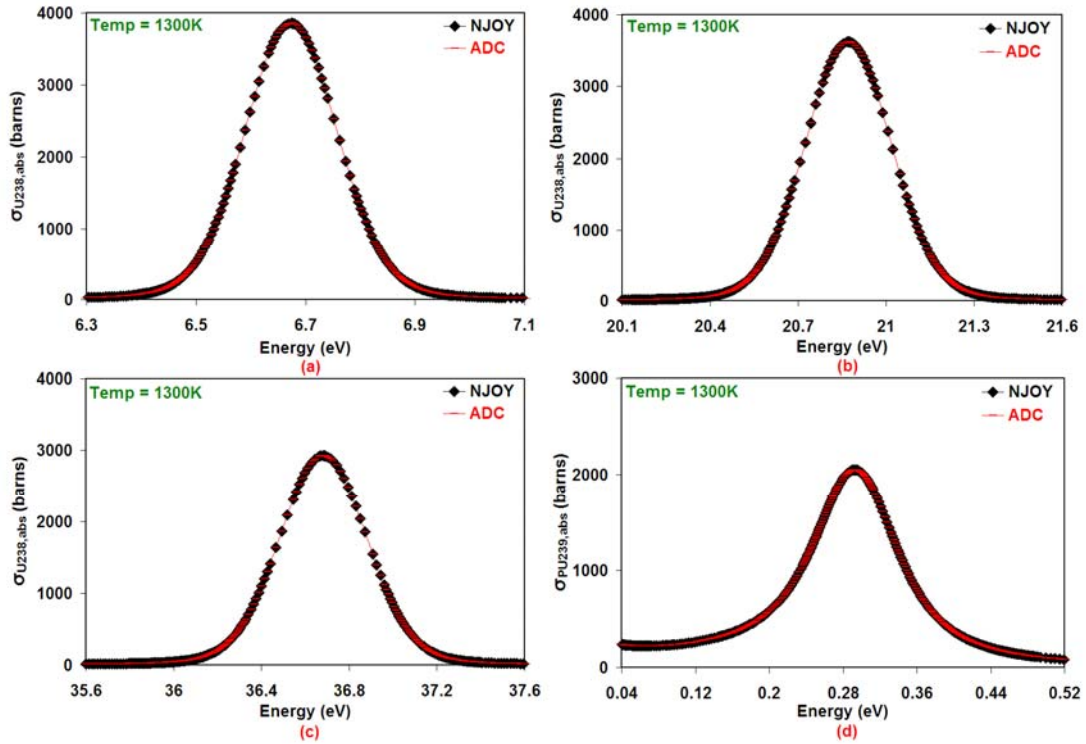 Temp = 1300K
NJOY
ADC
σU238,abs (barns)
4000
3000
2000
1000
0
6.3 6.5 6.7 6.9 7.1
Energy (eV)
(a)
Temp = 1300K
NJOY
ADC
σU238,abs (barns)
4000
3000
2000
1000
0
20.1 20.4 20.7 21 21.3 21.6
Energy (eV)
(b)
Temp = 1300K
NJOY
ADC
σU238,abs (barns)
4000
3000
2000
1000
0
35.6 36 36.4 36.8 37.2 37.6
Energy (eV)
(c)
Temp = 1300K
NJOY
ADC
σPU239,abs (barns)
3000
2000
1000
0
0.04 0.12 0.2 0.28 0.36 0.44 0.52
Energy (eV)
(d)